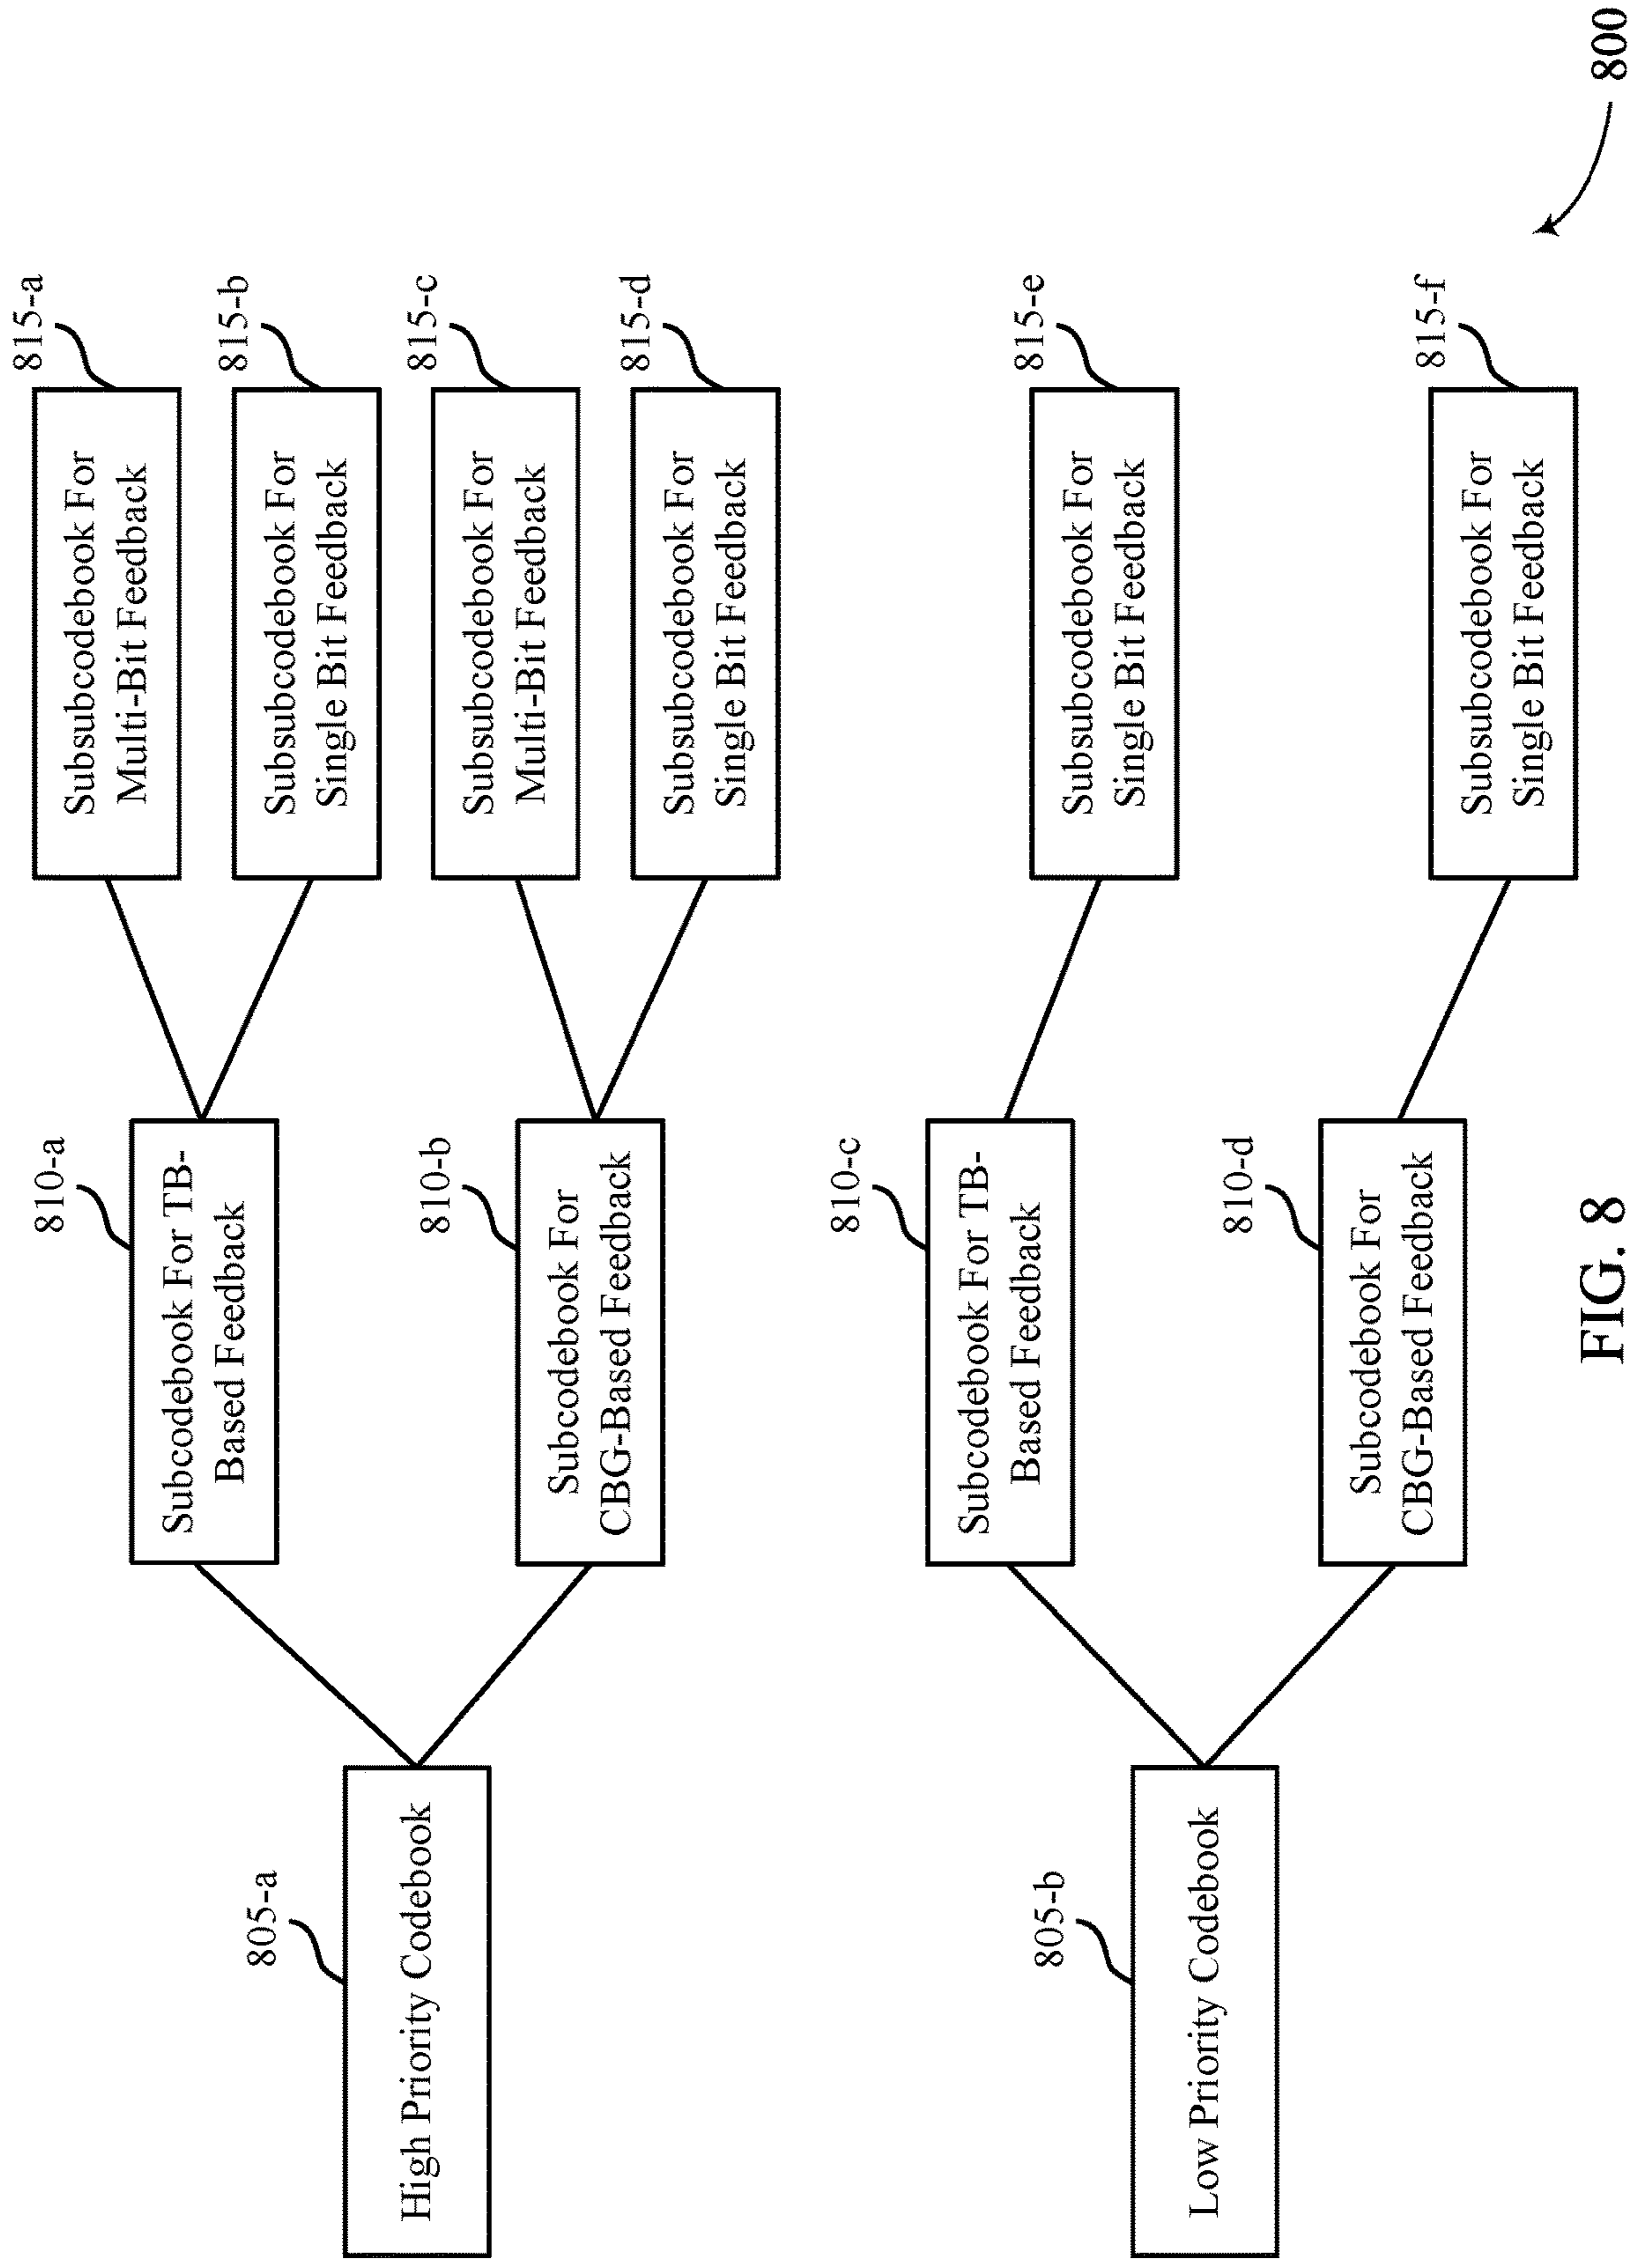 805-a
High Priority Codebook
810-a
Subcodebook For TB-
Based Feedback
815-a
Subsubcodebook For
Multi-Bit Feedback
815-b
Subsubcodebook For
Single Bit Feedback
810-b
Subcodebook For
CBG-Based Feedback
815-c
Subsubcodebook For
Multi-Bit Feedback
815-d
Subsubcodebook For
Single Bit Feedback
805-b
Low Priority Codebook
810-c
Subcodebook For TB-
Based Feedback
815-e
Subsubcodebook For
Single Bit Feedback
810-d
Subcodebook For
CBG-Based Feedback
815-f
Subsubcodebook For
Single Bit Feedback
800
FIG. 8